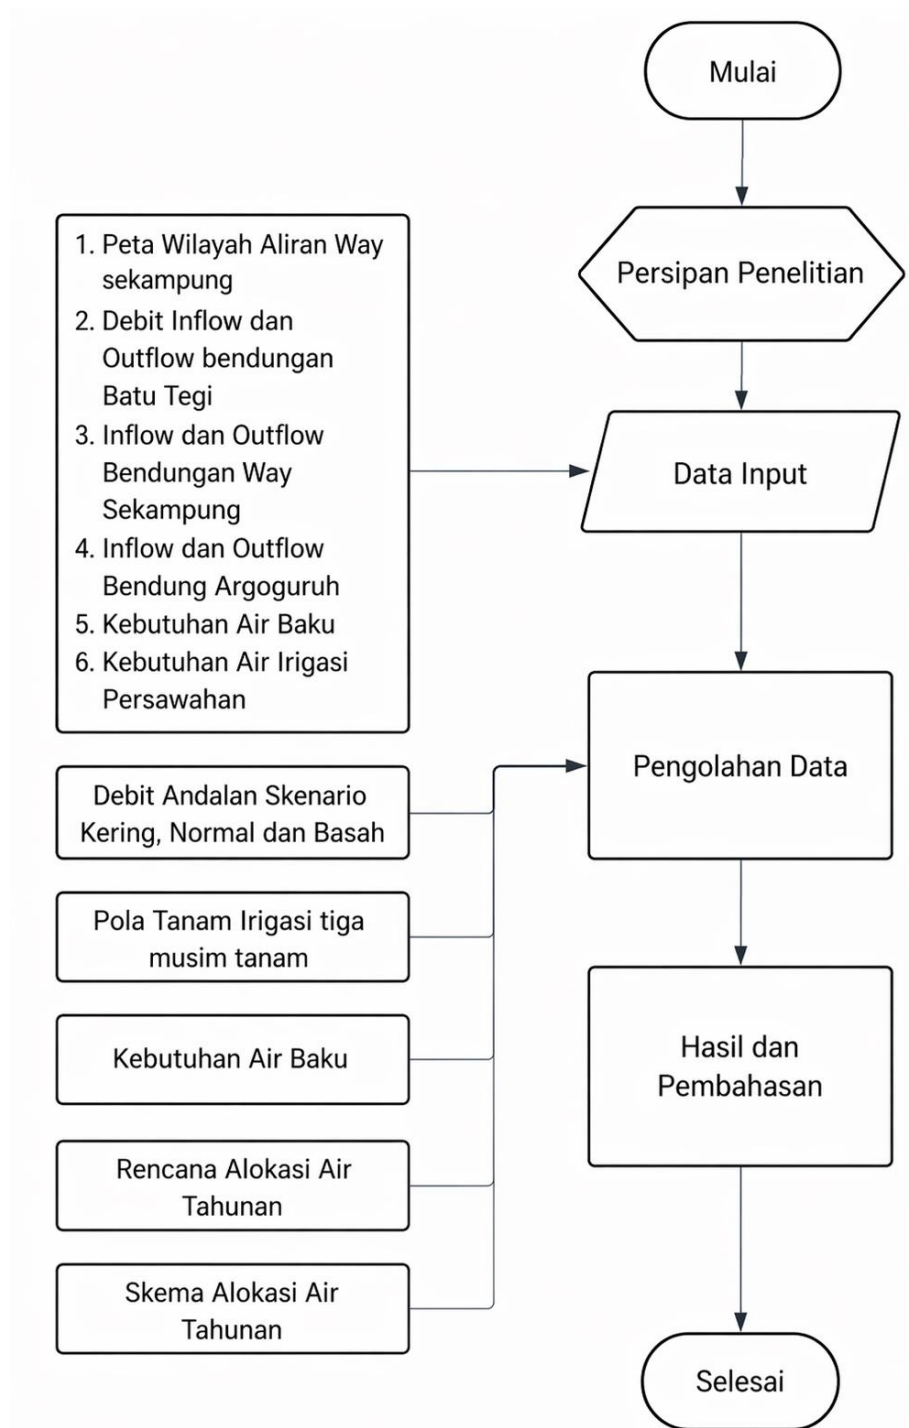 Mulai
Persipan Penelitian
1. Peta Wilayah Aliran Way
sekampung
2. Debit Inflow dan
Outflow bendungan
Batu Tegi
3. Inflow dan Outflow
Bendungan Way
Sekampung
4. Inflow dan Outflow
Bendung Argoguruh
5. Kebutuhan Air Baku
6. Kebutuhan Air Irigasi
Persawahan
Data Input
Debit Andalan Skenario
Kering, Normal dan Basah
Pola Tanam Irigasi tiga
musim tanam
Kebutuhan Air Baku
Rencana Alokasi Air
Tahunan
Skema Alokasi Air
Tahunan
Pengolahan Data
Hasil dan
Pembahasan
Selesai